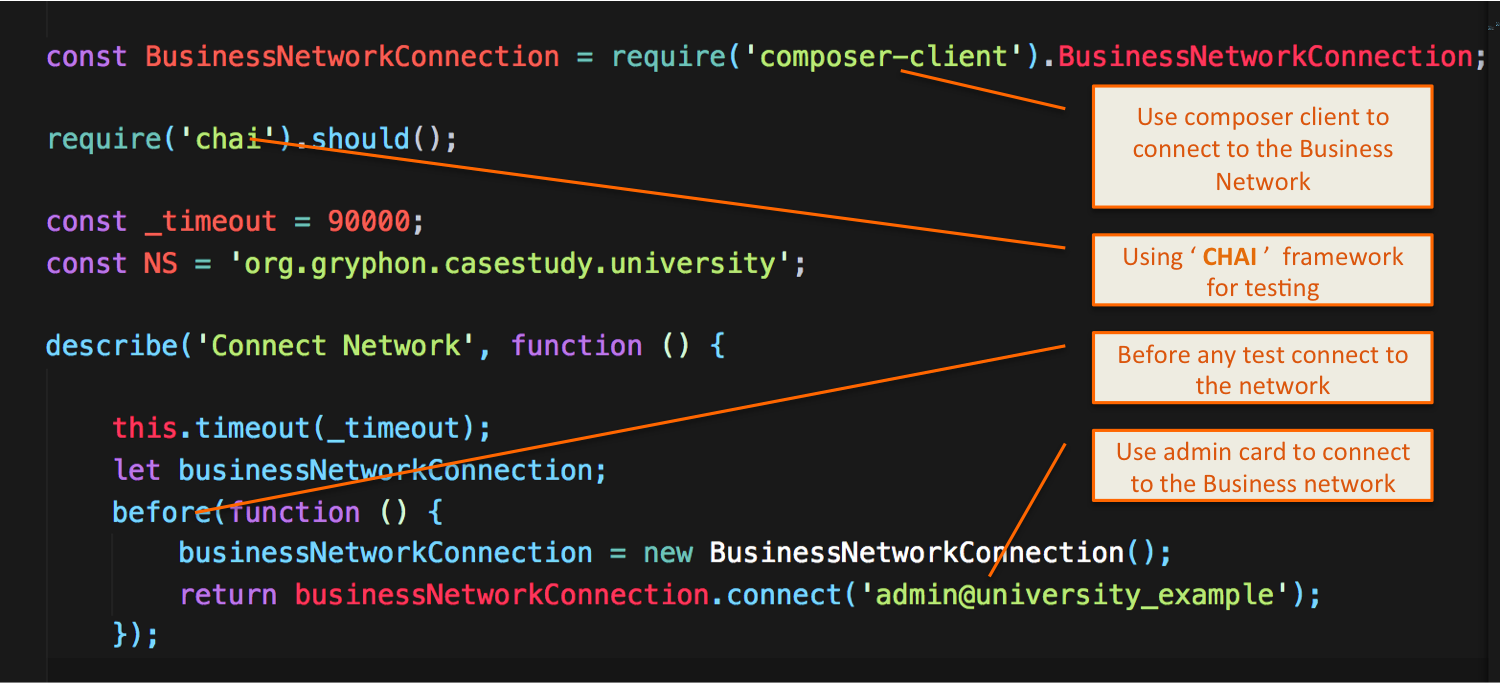 const BusinessNetworkConnection = require('composer-client').BusinessNetworkConnection;
require('chai').should();
const _timeout = 90000;
const NS = 'org.gryphon.casestudy.university';
describe('Connect Network', function () {
this.timeout(_timeout);
let businessNetworkConnection;
before(function () {
businessNetworkConnection = new BusinessNetworkConnection();
return businessNetworkConnection.connect('admin@university_example');
});
Use composer client to
connect to the Business
Network
Using ‘ CHAI ’ framework
for testing
Before any test connect to
the network
Use admin card to connect
to the Business network